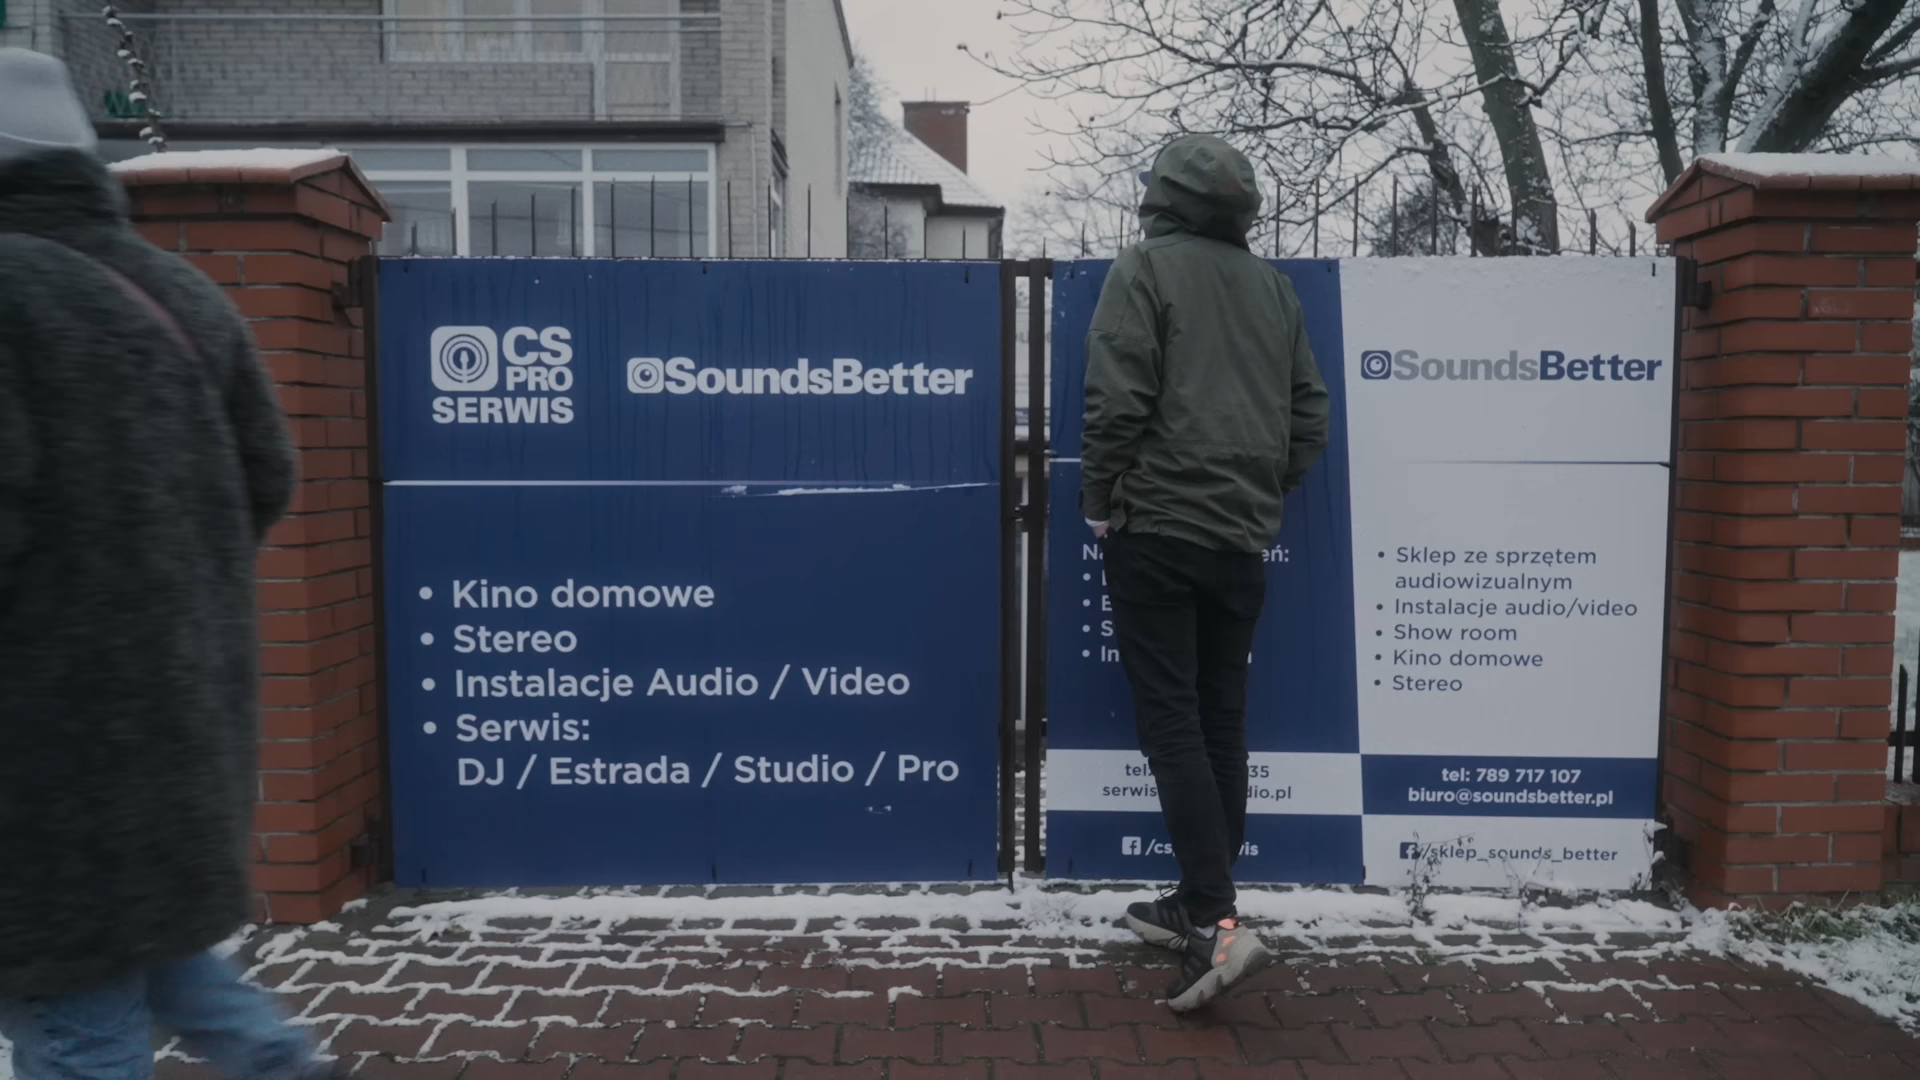 CS
PRO
SERWIS
SoundsBetter
• Kino domowe
• Stereo
• Instalacje Audio / Video
• Serwis:
DJ / Estrada / Studio / Pro
SoundsBetter
• Sklep ze sprzętem
audiowizualnym
• Instalacje audio/video
• Show room
• Kino domowe
• Stereo
tel: 789 717 107
biuro@soundsbetter.pl
/sklep_sounds_better